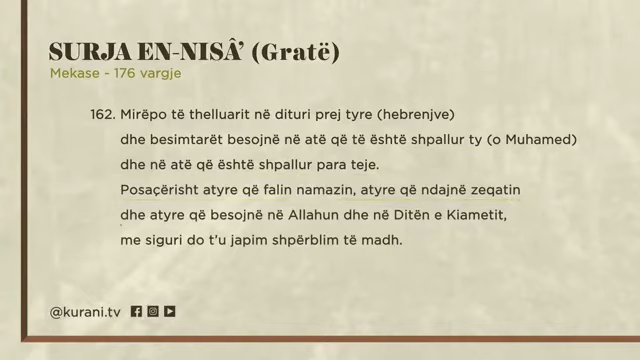 SURJA EN-NISÂ’ (Gratë)
Mekase - 176 vargje
162. Mirëpo të thelluarit në dituri prej tyre (hebrenjve)
dhe besimtarët besojnë në atë që të është shpallur ty (o Muhamed)
dhe në atë që është shpallur para teje.
Posaçërisht atyre që falin namazin, atyre që ndajnë zeqatin
dhe atyre që besojnë në Allahun dhe në Ditën e Kiametit,
me siguri do t’u japim shpërblim të madh.
@kurani.tv